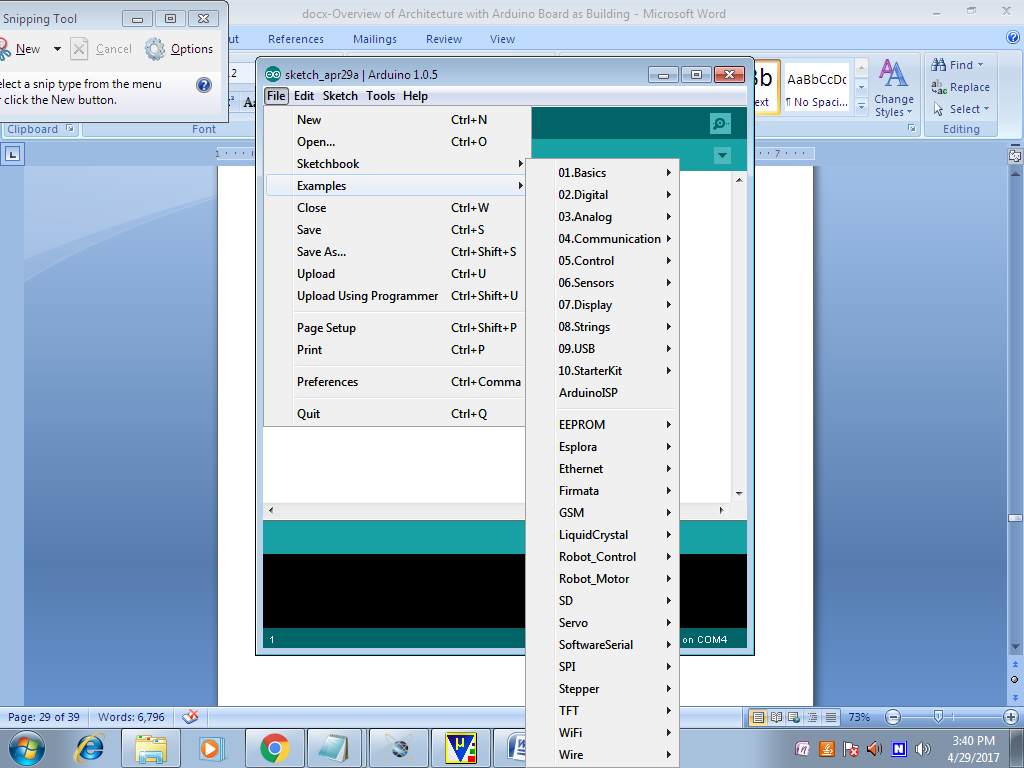 docx-Overview of Architecture with Arduino Board as Building - Microsoft Word
Snipping Tool
New
Cancel
Options
elect a snip type from the menu
r click the New button.
ut
References
Mailings
Review
View
.2
Aa
Clipboard
Font
bb
ext
AaBbCcDc
¶ No Spaci...
Change
Styles
Find
Replace
Select
Editing
1
7
sketch_apr29a | Arduino 1.0.5
File Edit Sketch Tools Help
New Ctrl+N
Open... Ctrl+O
Sketchbook
Examples
Close Ctrl+W
Save Ctrl+S
Save As... Ctrl+Shift+S
Upload Ctrl+U
Upload Using Programmer Ctrl+Shift+U
Page Setup Ctrl+Shift+P
Print Ctrl+P
Preferences Ctrl+Comma
Quit Ctrl+Q
01.Basics
02.Digital
03.Analog
04.Communication
05.Control
06.Sensors
07.Display
08.Strings
09.USB
10.StarterKit
ArduinoISP
EEPROM
Esplora
Ethernet
Firmata
GSM
LiquidCrystal
Robot_Control
Robot_Motor
SD
Servo
SoftwareSerial
SPI
Stepper
TFT
WiFi
Wire
1
on COM4
Page: 29 of 39
Words: 6,796
73%
3:40 PM
4/29/2017